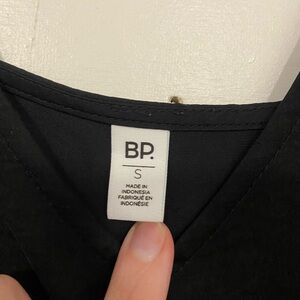 BP.
S
MADE IN
INDONESIA
FABRIQUÉ EN
INDONÉSIE